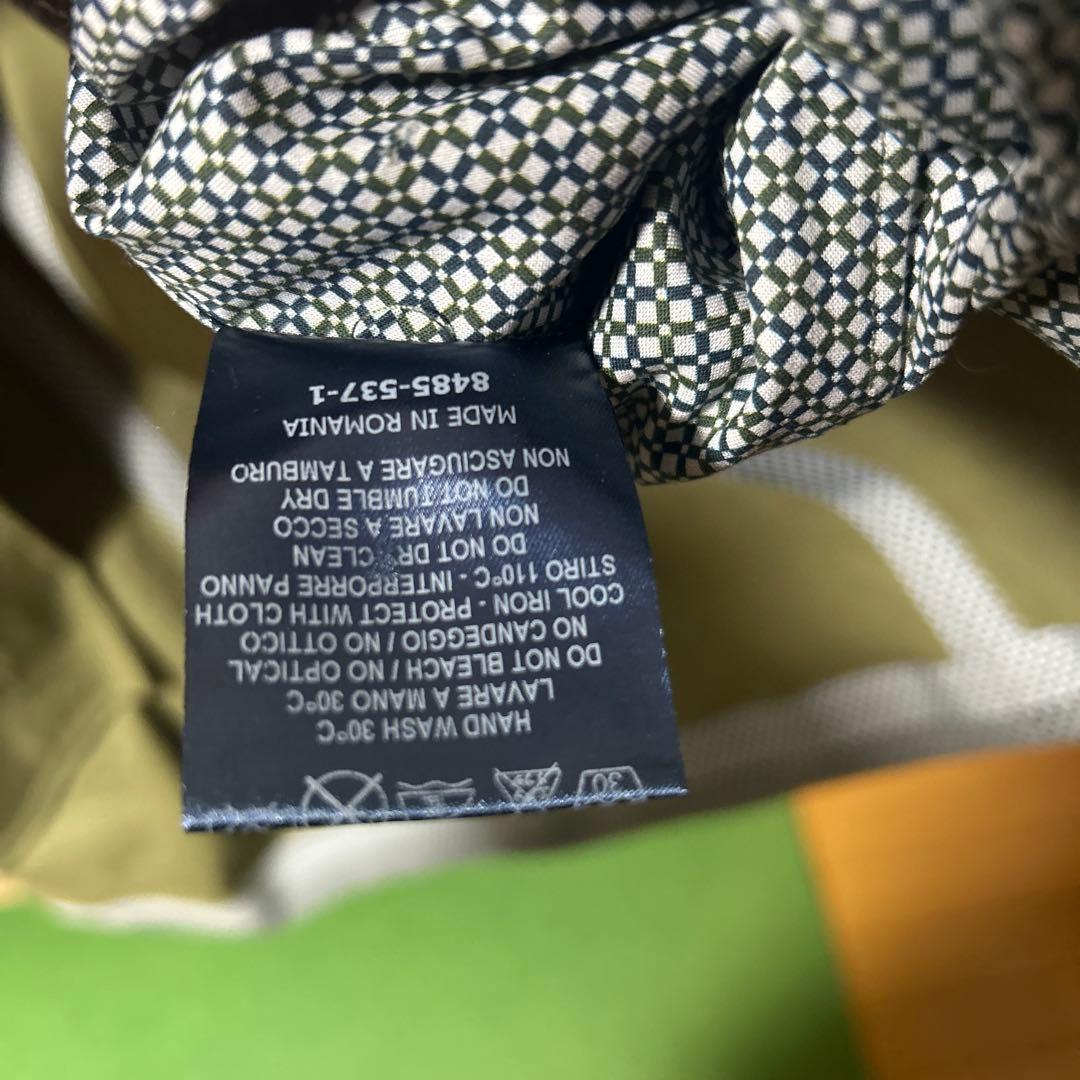 30
HAND WASH 30°C
LAVARE A MANO 30°C
DO NOT BLEACH / NO OPTICAL
NO CANDEGGIO / NO OTTICO
COOL IRON - PROTECT WITH CLOTH
STIRO 110°C - INTERPORRE PANNO
DO NOT DRY CLEAN
NON LAVARE A SECCO
DO NOT TUMBLE DRY
NON ASCIUGARE A TAMBURO
MADE IN ROMANIA
8485-537-1